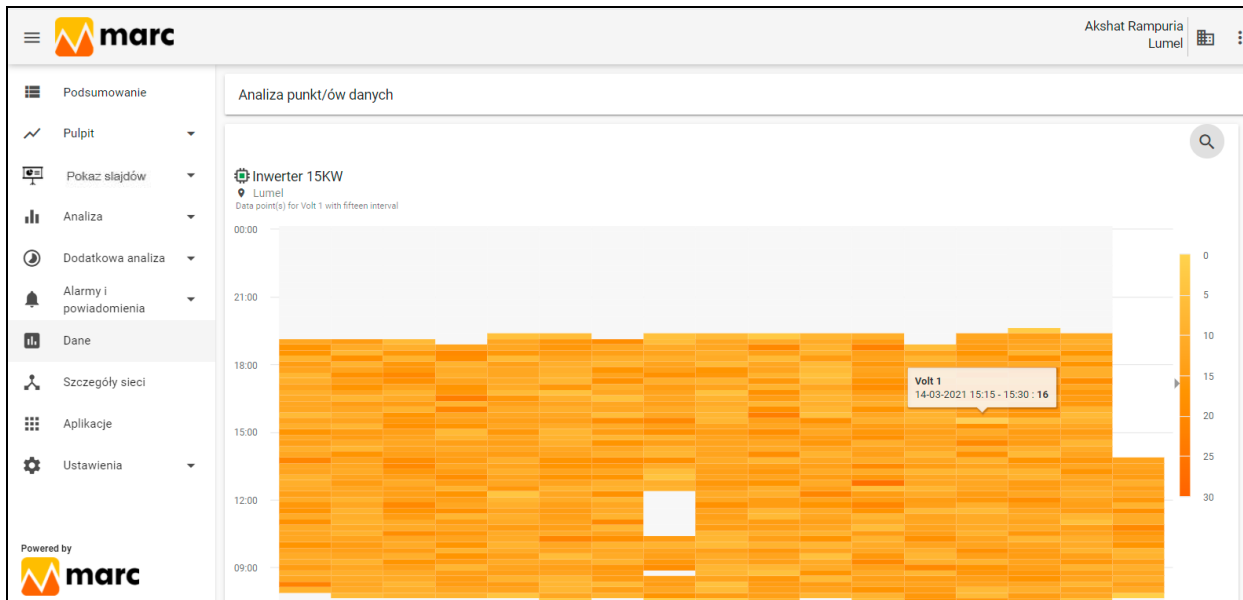 marc
Akshat Rampuria
Lumel
Podsumowanie
Pulpit
Pokaz slajdów
Analiza
Dodatkowa analiza
Alarmy i
powiadomienia
Dane
Szczegóły sieci
Aplikacje
Ustawienia
Powered by
marc
Analiza punkt/ów danych
Inwerter 15KW
Lumel
Data point(s) for Volt 1 with fifteen interval
00:00
21:00
18:00
15:00
12:00
09:00
Volt 1
14-03-2021 15:15 - 15:30 : 16
0
5
10
15
20
25
30